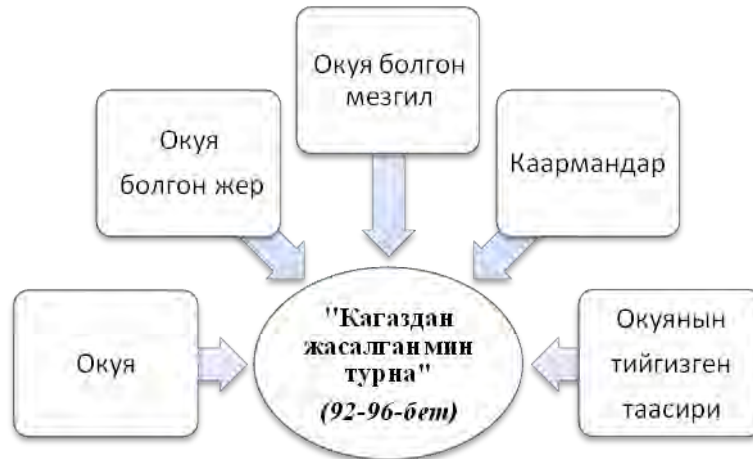 Окуя болгон
мезгил
Окуя
болгон жер
Каармандар
Окуя
"Кагаздан
жасалган мин
турна"
(92-96-бет)
Окуянын
тийгизген
таасири